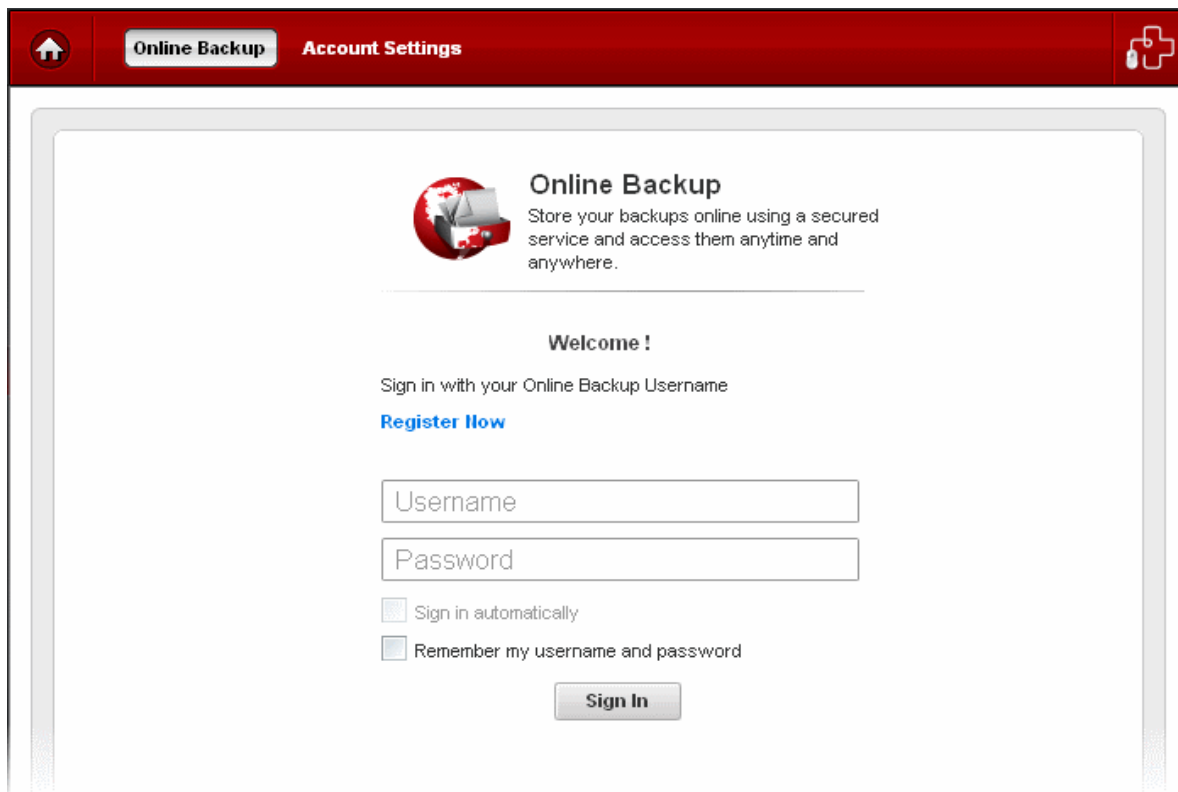 Online Backup
Account Settings
Online Backup
Store your backups online using a secured
service and access them anytime and
anywhere.
Welcome !
Sign in with your Online Backup Username
Register Now
Username
Password
Sign in automatically
Remember my username and password
Sign In